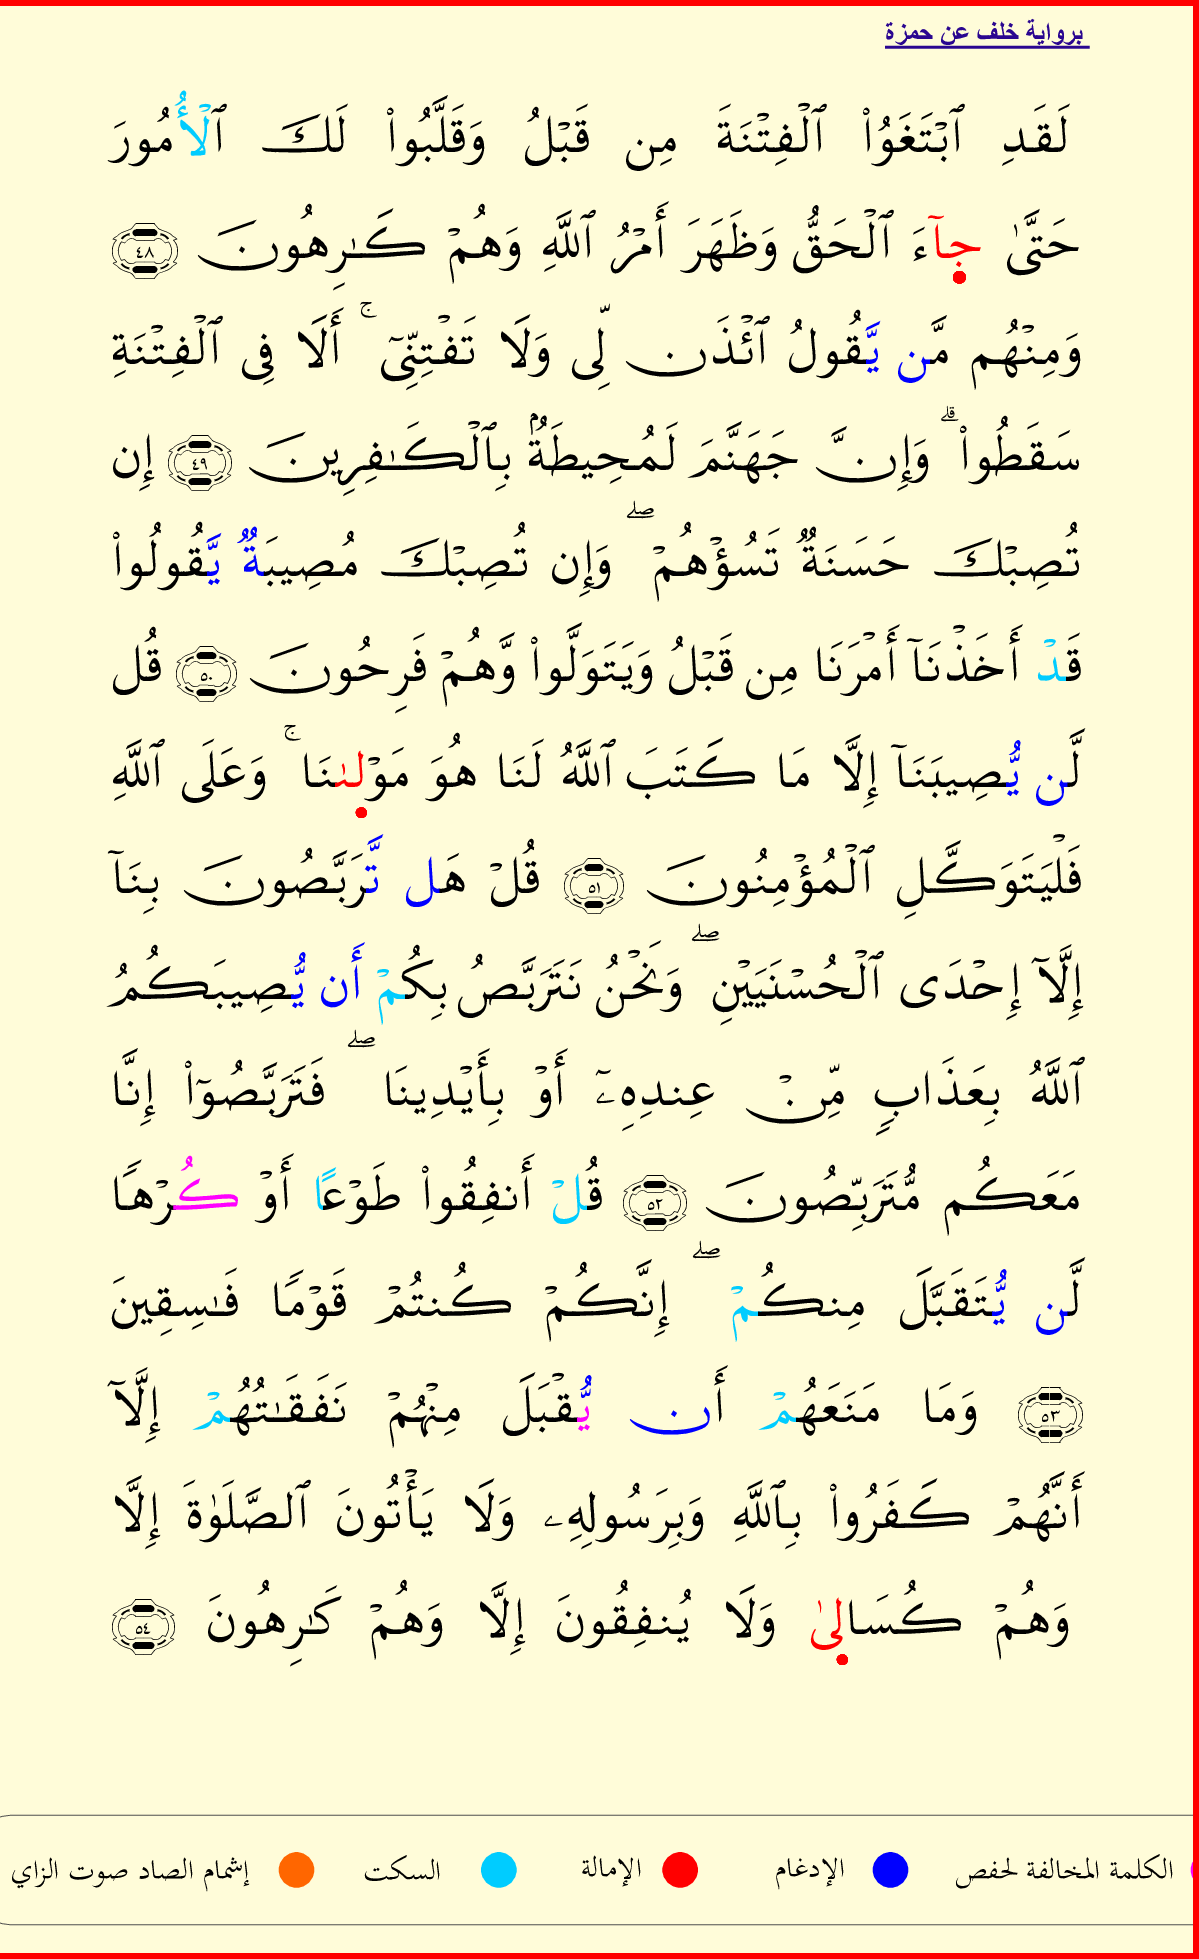 برواية خلف عن حمزة
لَقَدِ ٱبْتَغَوُا۟ ٱلْفِتْنَةَ مِن قَبْلُ وَقَلَّبُوا۟ لَكَ ٱلْأُمُورَ
حَتَّىٰ جَآءَ ٱلْحَقُّ وَظَهَرَ أَمْرُ ٱللَّهِ وَهُمْ كَـٰرِهُونَ ٤٨
وَمِنْهُم مَّن يَّقُولُ ٱئْذَن لِّى وَلَا تَفْتِنِّىٓ ۚ أَلَا فِى ٱلْفِتْنَةِ
سَقَطُوا۟ ۗ وَإِنَّ جَهَنَّمَ لَمُحِيطَةٌۢ بِٱلْكَـٰفِرِينَ ٤٩ إِن
تُصِبْكَ حَسَنَةٌ تَسُؤْهُمْ ۖ وَإِن تُصِبْكَ مُصِيبَةٌ يَّقُولُوا۟
قَدْ أَخَذْنَآ أَمْرَنَا مِن قَبْلُ وَيَتَوَلَّوا۟ وَّهُمْ فَرِحُونَ ٥٠ قُل
لَّن يُّصِيبَنَآ إِلَّا مَا كَتَبَ ٱللَّهُ لَنَا هُوَ مَوْلىٰنَا ۚ وَعَلَى ٱللَّهِ
فَلْيَتَوَكَّلِ ٱلْمُؤْمِنُونَ ٥١ قُلْ هَل تَّرَبَّصُونَ بِنَآ
إِلَّآ إِحْدَى ٱلْحُسْنَيَيْنِ ۖ وَنَحْنُ نَتَرَبَّصُ بِكُمْ أَن يُّصِيبَكُمُ
ٱللَّهُ بِعَذَابٍ مِّنْ عِندِهِۦٓ أَوْ بِأَيْدِينَا ۖ فَتَرَبَّصُوٓا۟ إِنَّا
مَعَكُم مُّتَرَبِّصُونَ ٥٢ قُلْ أَنفِقُوا۟ طَوْعًا أَوْ كُرْهًا
لَّن يُّتَقَبَّلَ مِنكُمْ ۖ إِنَّكُمْ كُنتُمْ قَوْمًا فَـٰسِقِينَ
٥٣ وَمَا مَنَعَهُمْ أَن يُّقْبَلَ مِنْهُمْ نَفَقَـٰتُهُمْ إِلَّآ
أَنَّهُمْ كَفَرُوا۟ بِٱللَّهِ وَبِرَسُولِهِۦ وَلَا يَأْتُونَ ٱلصَّلَوٰةَ إِلَّا
وَهُمْ كُسَالىٰ وَلَا يُنفِقُونَ إِلَّا وَهُمْ كَـٰرِهُونَ ٥٤
الكلمة المخالفة لحفص الإدغام الإمالة السكت إشمام الصاد صوت الزاي